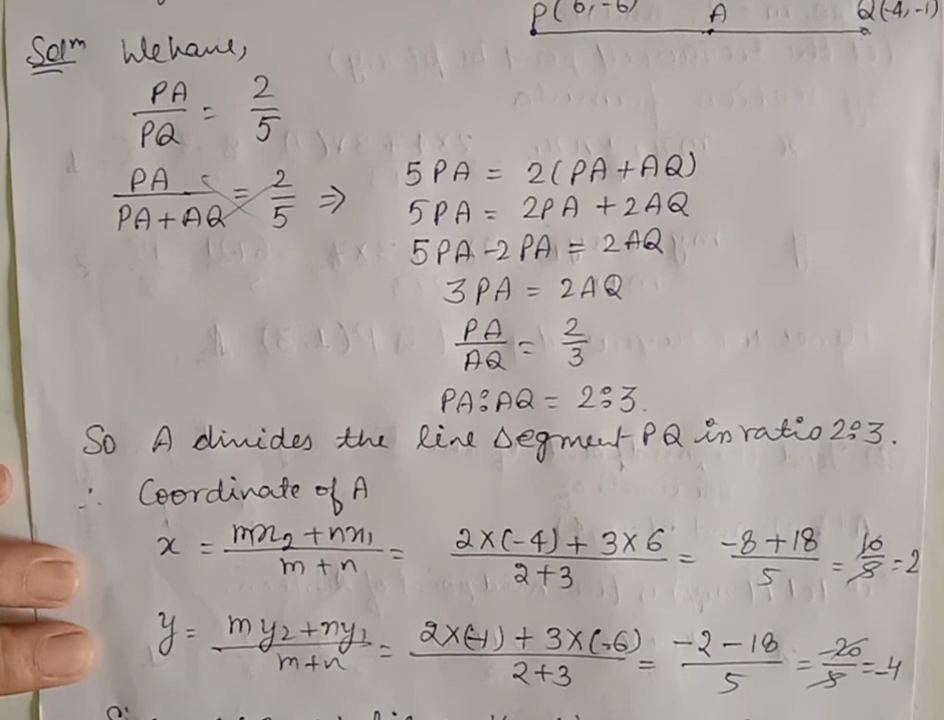 P(6,-6) A Q(-4,-1)
Solm We have,
PA/PQ = 2/5
PA/(PA+AQ) = 2/5 ⇒ 5PA = 2(PA+AQ)
5PA = 2PA + 2AQ
5PA - 2PA = 2AQ
3PA = 2AQ
PA/AQ = 2/3
PA:AQ = 2:3.
So A divides the line segment PQ in ratio 2:3.
∴ Coordinate of A
x = (mx₂+nx₁)/(m+n) = (2×(-4)+3×6)/(2+3) = (-8+18)/5 = 10/5 = 2
y = (my₂+ny₁)/(m+n) = (2×(-1)+3×(-6))/(2+3) = (-2-18)/5 = -20/5 = -4